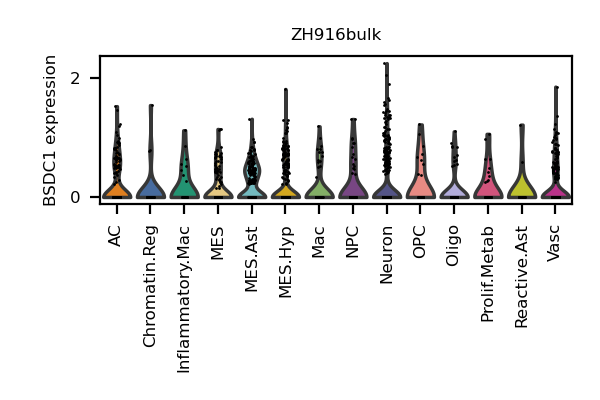 ZH916bulk
BSDC1 expression
2
0
AC
Chromatin.Reg
Inflammatory.Mac
MES
MES.Ast
MES.Hyp
Mac
NPC
Neuron
OPC
Oligo
Prolif.Metab
Reactive.Ast
Vasc